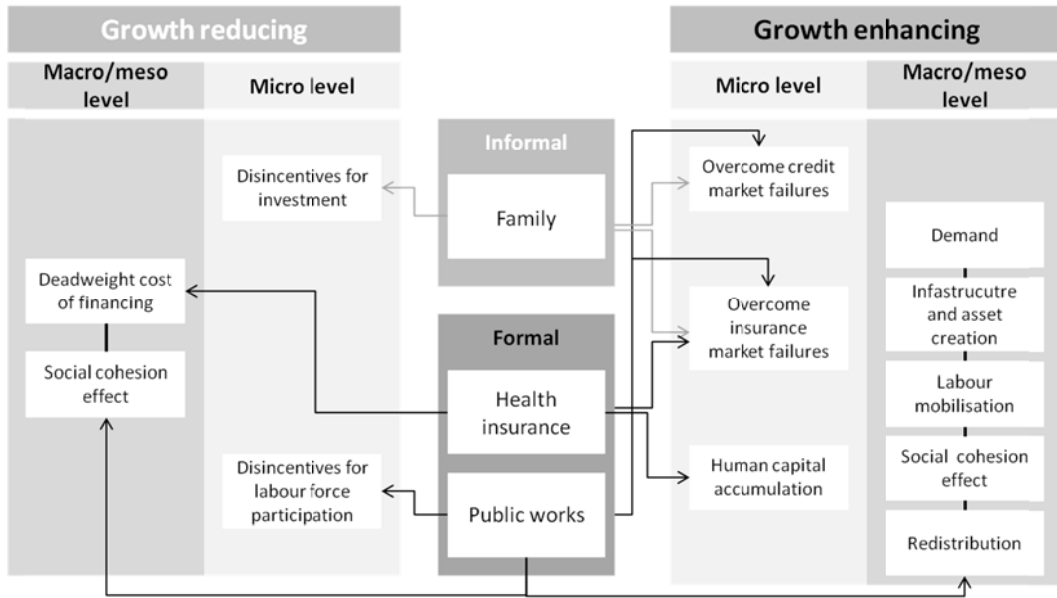 Growth reducing
Macro/meso
level
Micro level
Disincentives for
investment
Deadweight cost
of financing
Social cohesion
effect
Disincentives for
labour force
participation
Informal
Family
Formal
Health
insurance
Public works
Growth enhancing
Micro level
Macro/meso
level
Overcome credit
market failures
Overcome
insurance
market failures
Human capital
accumulation
Demand
Infastrucutre
and asset
creation
Labour
mobilisation
Social cohesion
effect
Redistribution